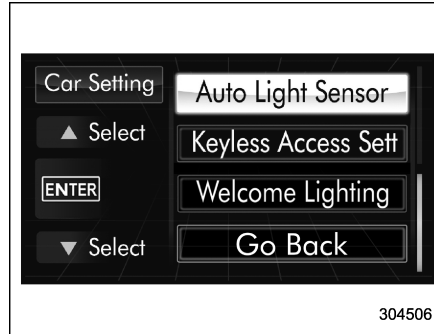 Car Setting
Auto Light Sensor
▲ Select
Keyless Access Sett
ENTER
Welcome Lighting
▼ Select
Go Back
304506